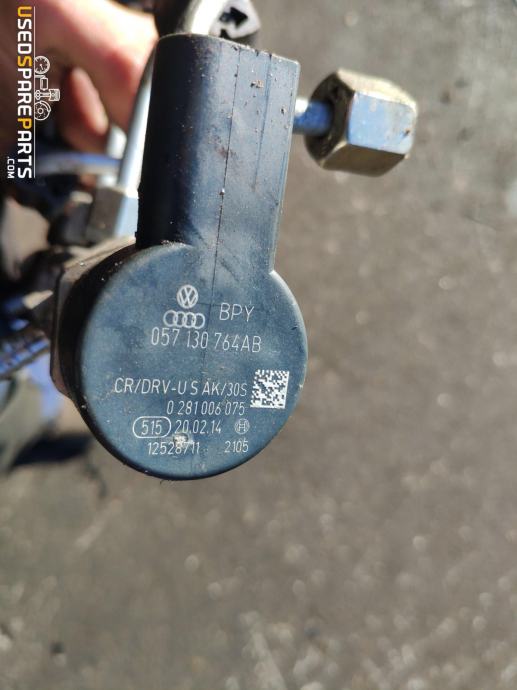 USEDSPAREPARTS.COM
BPY
057 130 764AB
CR/DRV-U S AK/30S
0 281 006 075
515 20.02.14 H
12528711 2105